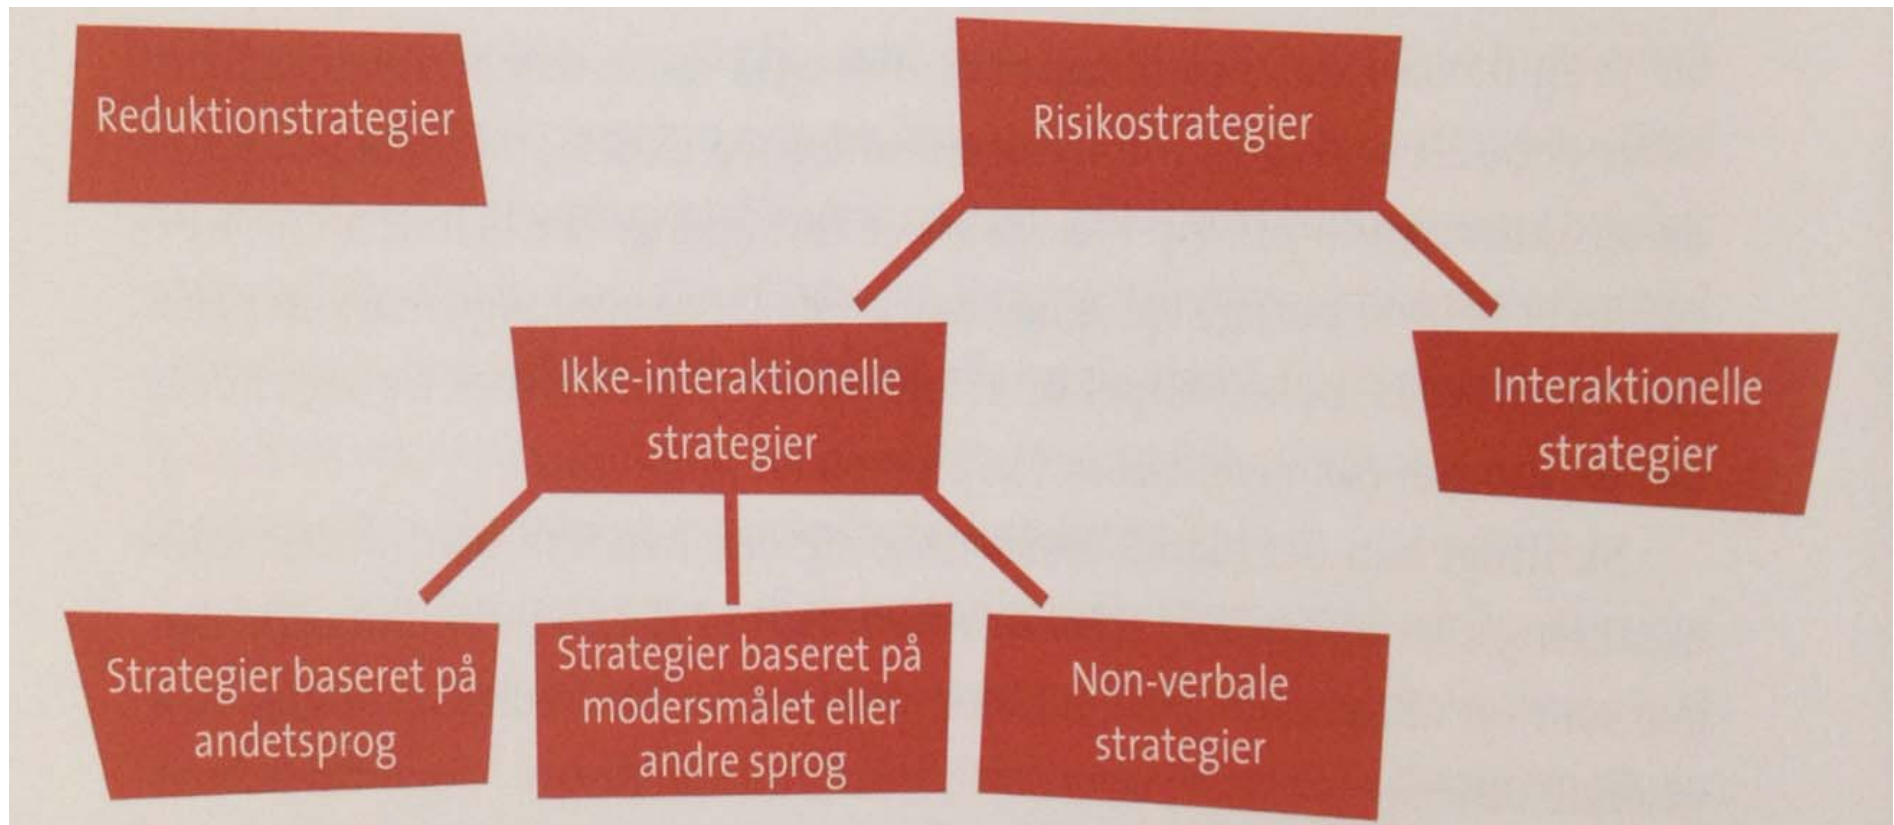 Reduktionstrategier
Risikostrategier
Ikke-interaktionelle
strategier
Interaktionelle
strategier
Strategier baseret på
andetsprog
Strategier baseret på
modersmålet eller
andre sprog
Non-verbale
strategier